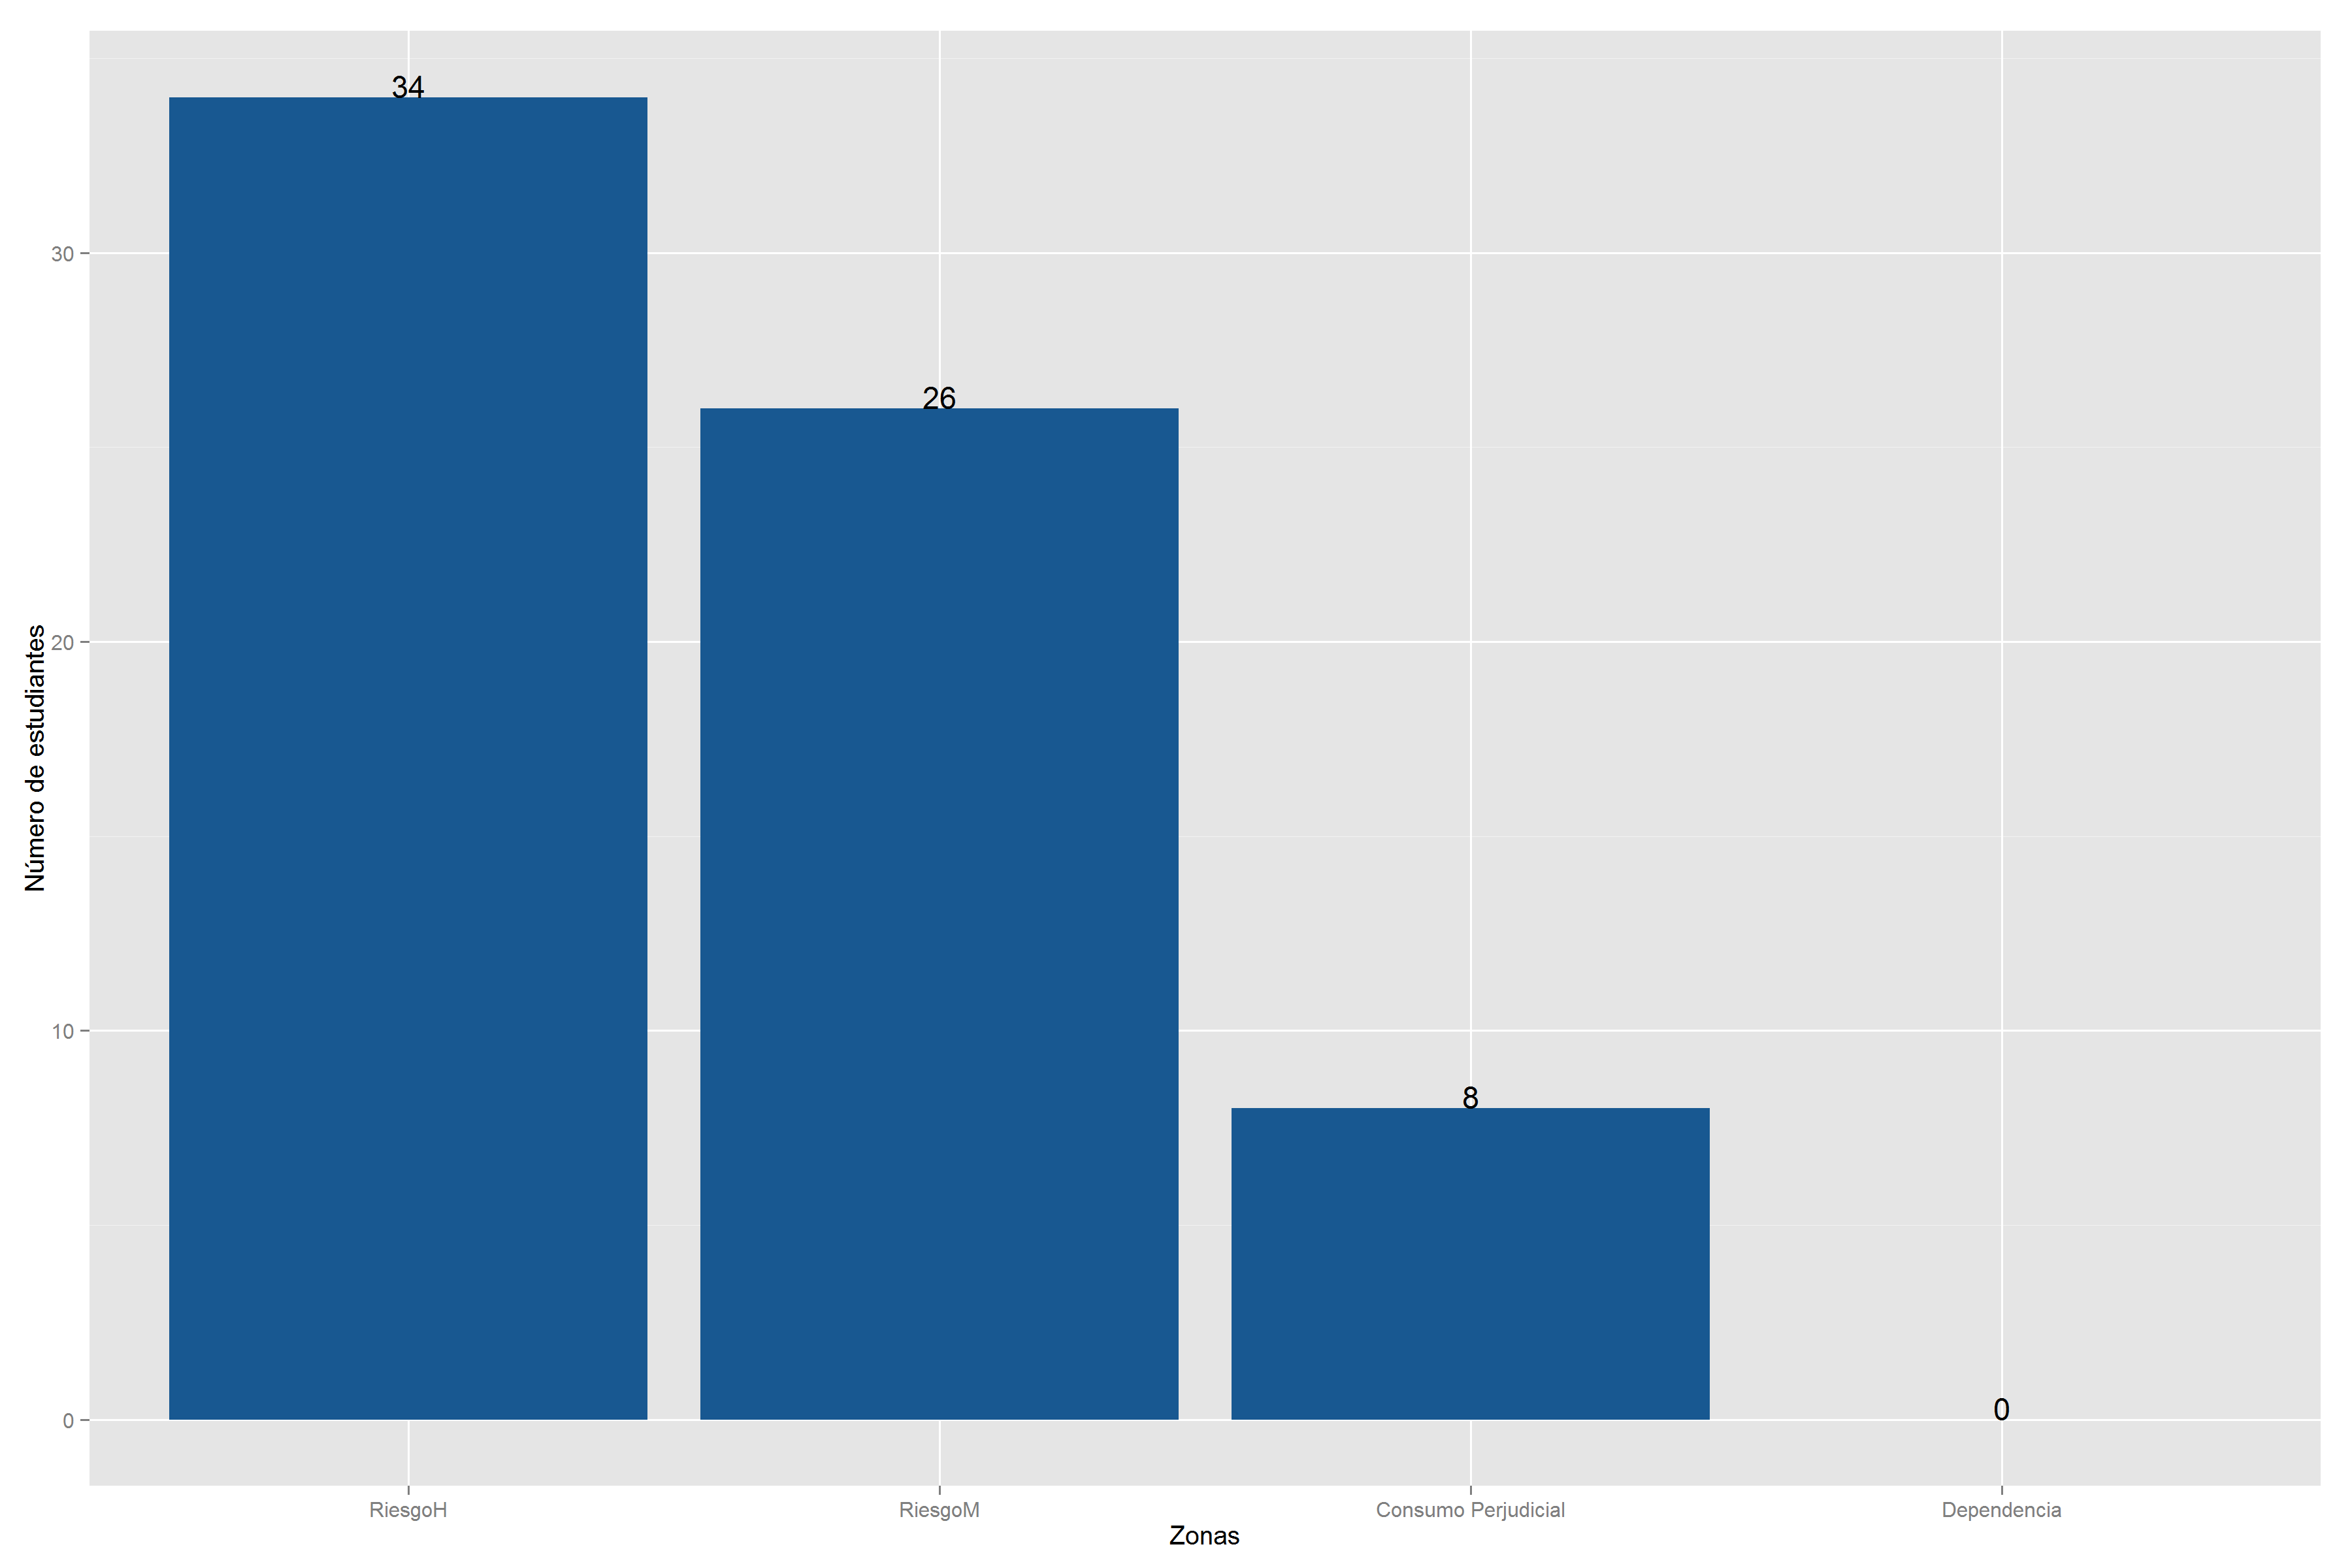 34
26
8
0
30
20
10
0
Número de estudiantes
RiesgoH
RiesgoM
Consumo Perjudicial
Dependencia
Zonas